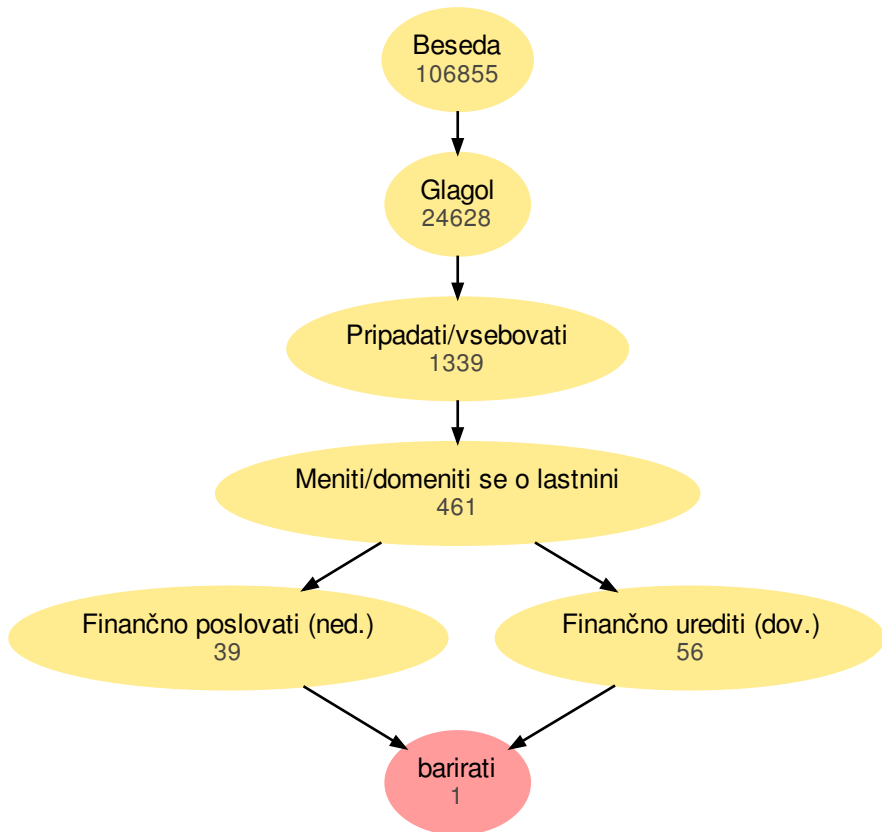 Beseda
106855
Glagol
24628
Pripadati/vsebovati
1339
Meniti/domeniti se o lastnini
461
Finančno poslovati (ned.)
39
Finančno urediti (dov.)
56
barirati
1